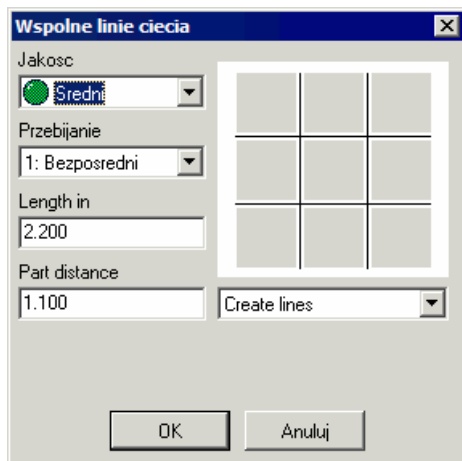 Wspolne linie ciecia
Jakosc
Sredni
Przebijanie
1: Bezposredni
Length in
2.200
Part distance
1.100
Create lines
OK
Anuluj